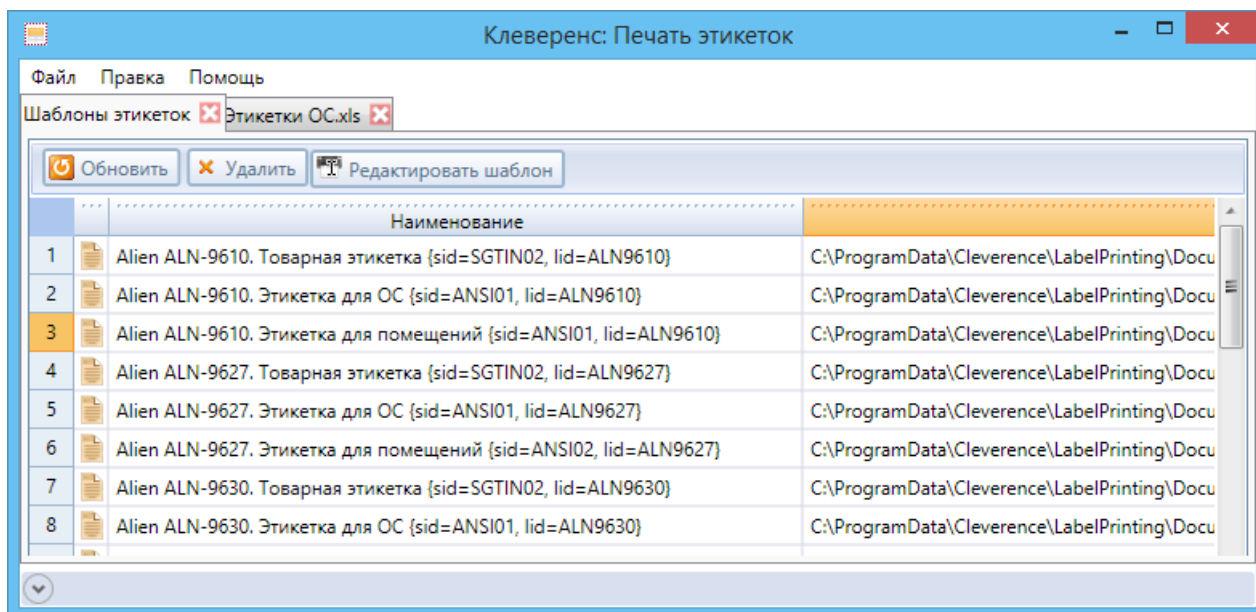 Клеверенс: Печать этикеток
Файл Правка Помощь
Шаблоны этикеток Этикетки ОС.xls
Обновить Удалить Редактировать шаблон
Наименование
1 Alien ALN-9610. Товарная этикетка {sid=SGTIN02, lid=ALN9610} C:\ProgramData\Cleverence\LabelPrinting\Docu
2 Alien ALN-9610. Этикетка для ОС {sid=ANSI01, lid=ALN9610} C:\ProgramData\Cleverence\LabelPrinting\Docu
3 Alien ALN-9610. Этикетка для помещений {sid=ANSI01, lid=ALN9610} C:\ProgramData\Cleverence\LabelPrinting\Docu
4 Alien ALN-9627. Товарная этикетка {sid=SGTIN02, lid=ALN9627} C:\ProgramData\Cleverence\LabelPrinting\Docu
5 Alien ALN-9627. Этикетка для ОС {sid=ANSI01, lid=ALN9627} C:\ProgramData\Cleverence\LabelPrinting\Docu
6 Alien ALN-9627. Этикетка для помещений {sid=ANSI02, lid=ALN9627} C:\ProgramData\Cleverence\LabelPrinting\Docu
7 Alien ALN-9630. Товарная этикетка {sid=SGTIN02, lid=ALN9630} C:\ProgramData\Cleverence\LabelPrinting\Docu
8 Alien ALN-9630. Этикетка для ОС {sid=ANSI01, lid=ALN9630} C:\ProgramData\Cleverence\LabelPrinting\Docu